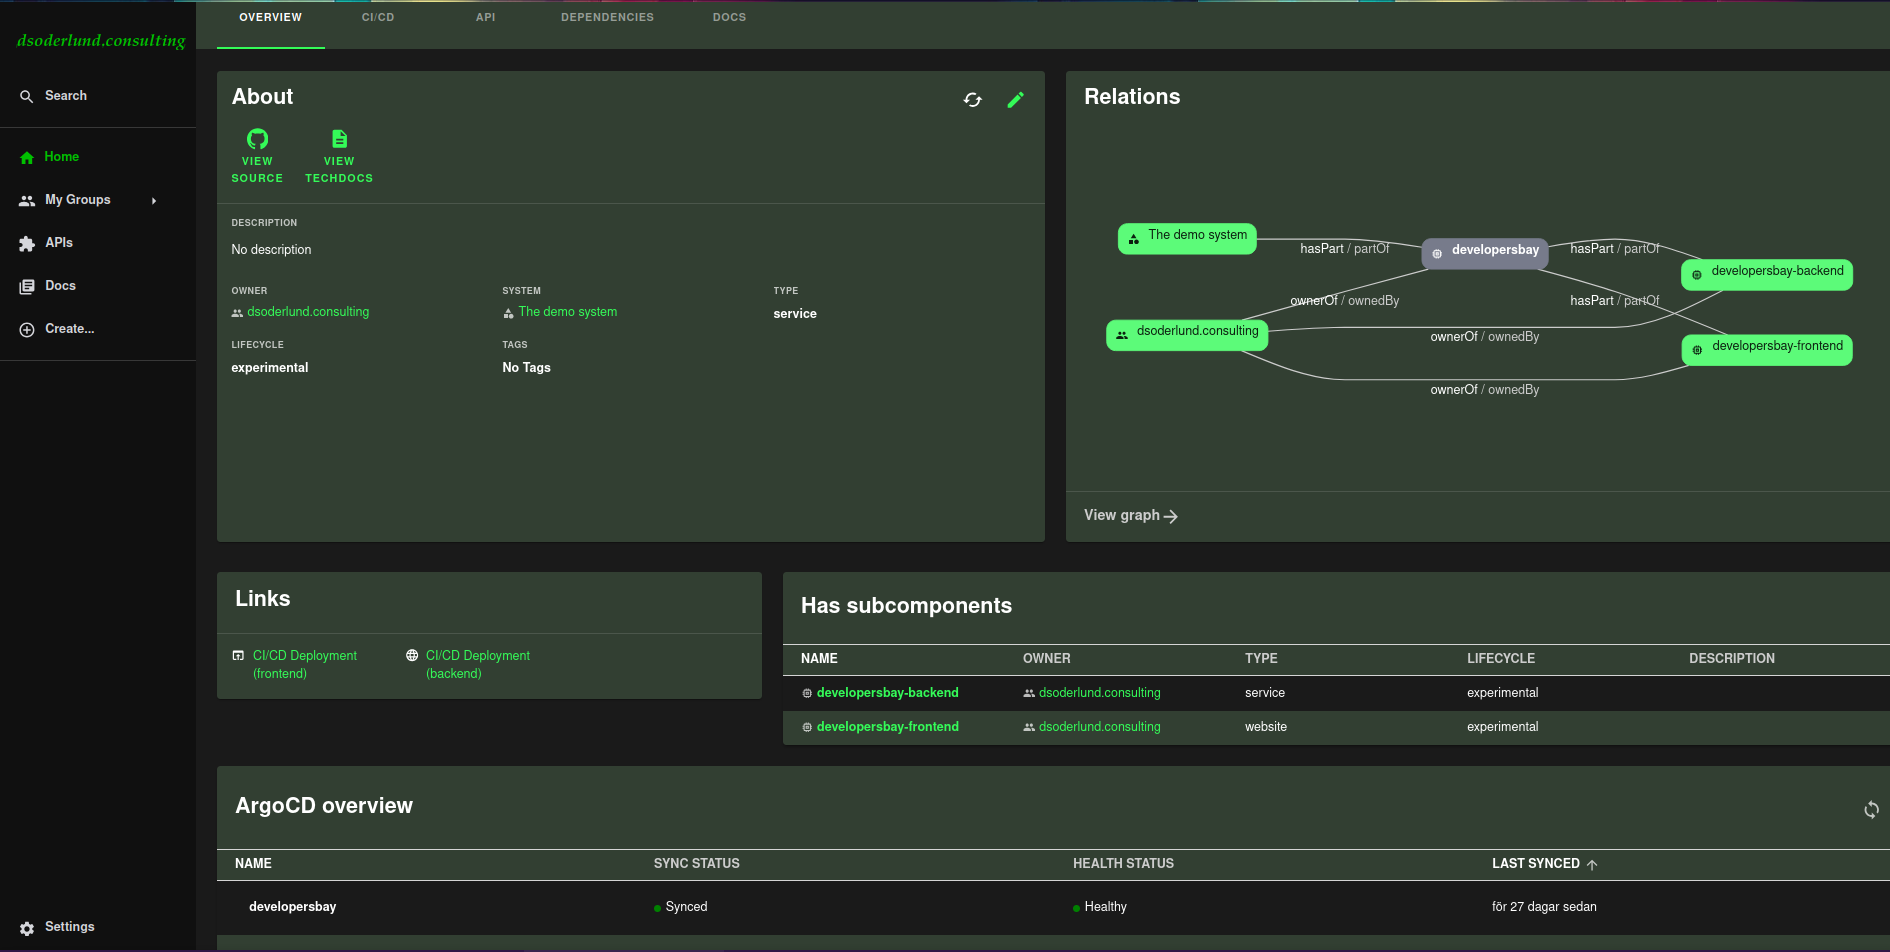 OVERVIEW CI/CD API DEPENDENCIES DOCS
dsoderlund.consulting
Search
Home
My Groups
APIs
Docs
Create...
Settings
About
VIEW SOURCE
VIEW TECHDOCS
DESCRIPTION
No description
OWNER SYSTEM TYPE
dsoderlund.consulting The demo system service
LIFECYCLE TAGS
experimental No Tags
Relations
The demo system
hasPart / partOf
developersbay
hasPart / partOf
developersbay-backend
ownerOf / ownedBy
hasPart / partOf
dsoderlund.consulting
ownerOf / ownedBy
developersbay-frontend
ownerOf / ownedBy
View graph
Links
CI/CD Deployment
(frontend)
CI/CD Deployment
(backend)
Has subcomponents
NAME OWNER TYPE LIFECYCLE DESCRIPTION
developersbay-backend dsoderlund.consulting service experimental
developersbay-frontend dsoderlund.consulting website experimental
ArgoCD overview
NAME SYNC STATUS HEALTH STATUS LAST SYNCED
developersbay Synced Healthy för 27 dagar sedan